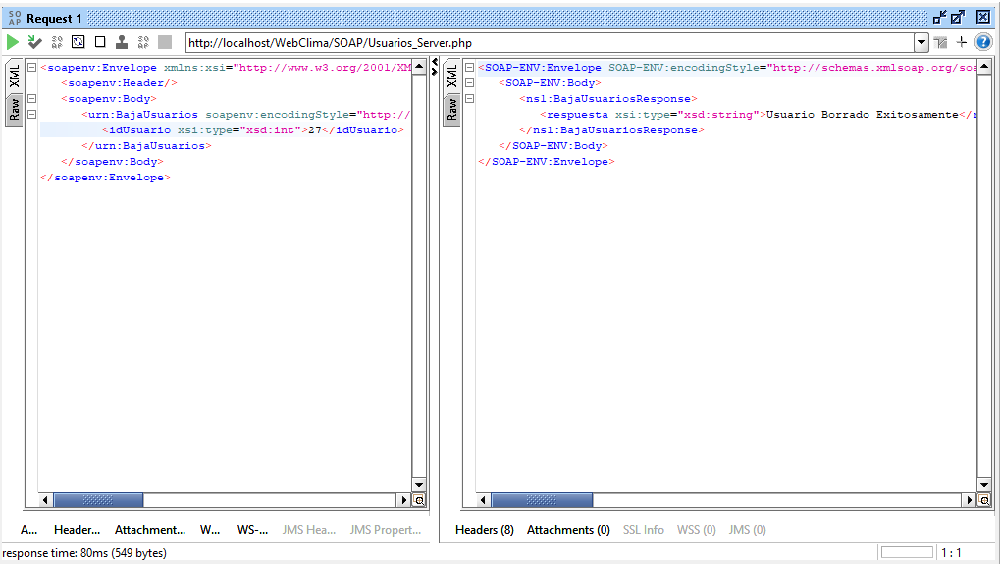 SO
AP
Request 1
http://localhost/WebClima/SOAP/Usuarios_Server.php
XML
Raw
<soapenv:Envelope xmlns:xsi="http://www.w3.org/2001/XM
<soapenv:Header/>
<soapenv:Body>
<urn:BajaUsuarios soapenv:encodingStyle="http://
<idUsuario xsi:type="xsd:int">27</idUsuario>
</urn:BajaUsuarios>
</soapenv:Body>
</soapenv:Envelope>
XML
Raw
<SOAP-ENV:Envelope SOAP-ENV:encodingStyle="http://schemas.xmlsoap.org/soa
<SOAP-ENV:Body>
<ns1:BajaUsuariosResponse>
<respuesta xsi:type="xsd:string">Usuario Borrado Exitosamente</r
</ns1:BajaUsuariosResponse>
</SOAP-ENV:Body>
</SOAP-ENV:Envelope>
A... Header... Attachment... W... WS-... JMS Hea... JMS Propert...
Headers (8) Attachments (0) SSL Info WSS (0) JMS (0)
response time: 80ms (549 bytes)
1 : 1